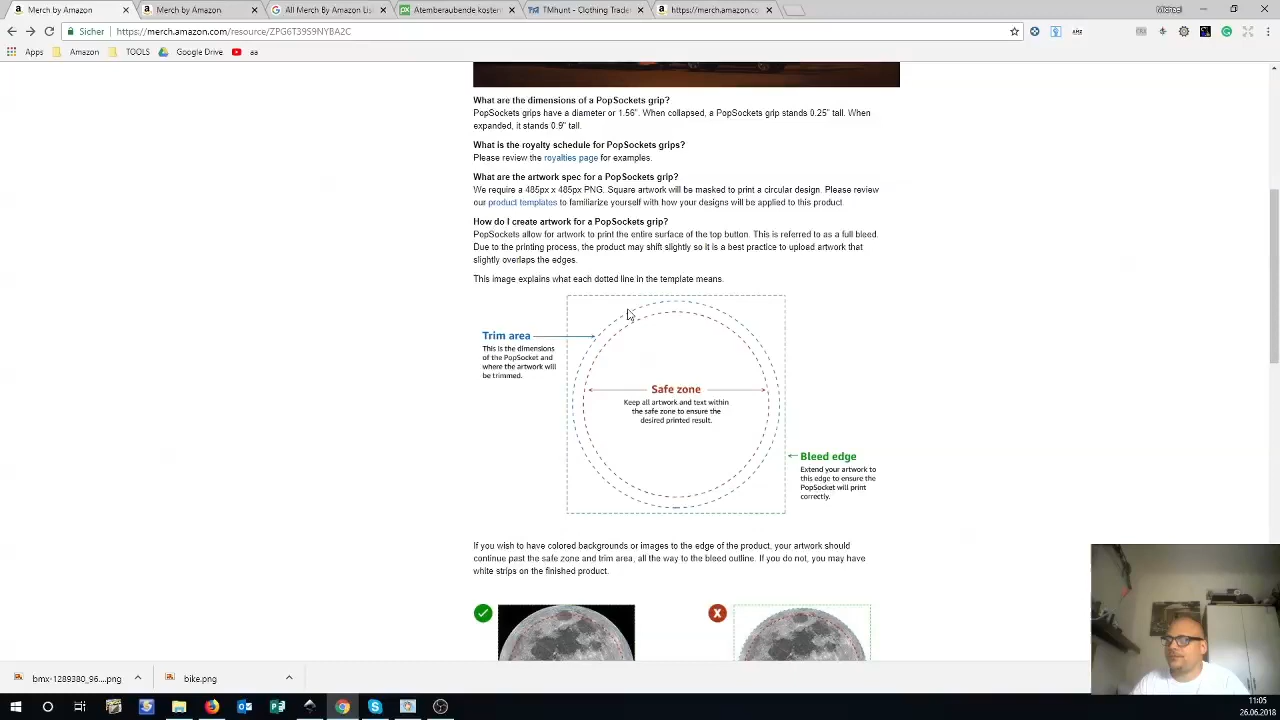 Merch by Amazon
Merch by Amazon
All Merch By Amazon Lis
Atemberaubende kosten
TMhunt - Clothing Trader
https://merch.amazon.co
Sicher
https://merch.amazon.com/resource/ZPG6T39S9NYBA2C
Apps
Amazon
TOOLS
Google Drive
aa
What are the dimensions of a PopSockets grip?
PopSockets grips have a diameter or 1.56". When collapsed, a PopSockets grip stands 0.25" tall. When
expanded, it stands 0.9" tall.
What is the royalty schedule for PopSockets grips?
Please review the royalties page for examples.
What are the artwork spec for a PopSockets grip?
We require a 485px x 485px PNG. Square artwork will be masked to print a circular design. Please review
our product templates to familiarize yourself with how your designs will be applied to this product.
How do I create artwork for a PopSockets grip?
PopSockets allow for artwork to print the entire surface of the top button. This is referred to as a full bleed.
Due to the printing process, the product may shift slightly so it is a best practice to upload artwork that
slightly overlaps the edges.
This image explains what each dotted line in the template means.
Trim area
This is the dimensions
of the PopSocket and
where the artwork will
be trimmed.
Safe zone
Keep all artwork and text within
the safe zone to ensure the
desired printed result.
Bleed edge
Extend your artwork to
this edge to ensure the
PopSocket will print
correctly.
If you wish to have colored backgrounds or images to the edge of the product, your artwork should
continue past the safe zone and trim area, all the way to the bleed outline. If you do not, you may have
white strips on the finished product.
bmx-1289380_96....png
bike.png
11:05
26.06.2018